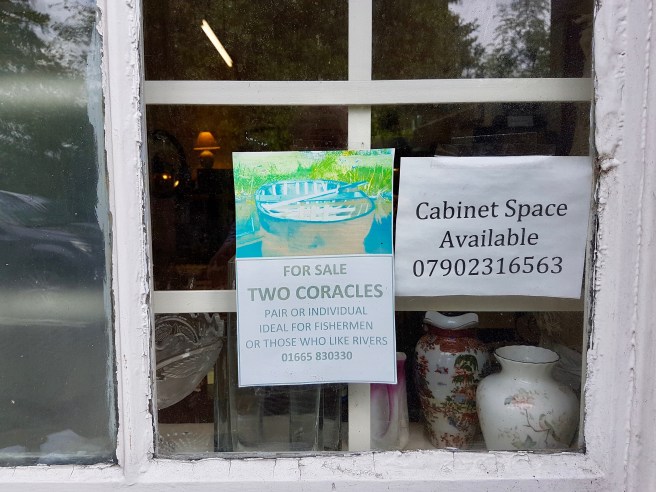 FOR SALE
TWO CORACLES
PAIR OR INDIVIDUAL
IDEAL FOR FISHERMEN
OR THOSE WHO LIKE RIVERS
01665 830330
Cabinet Space
Available
07902316563